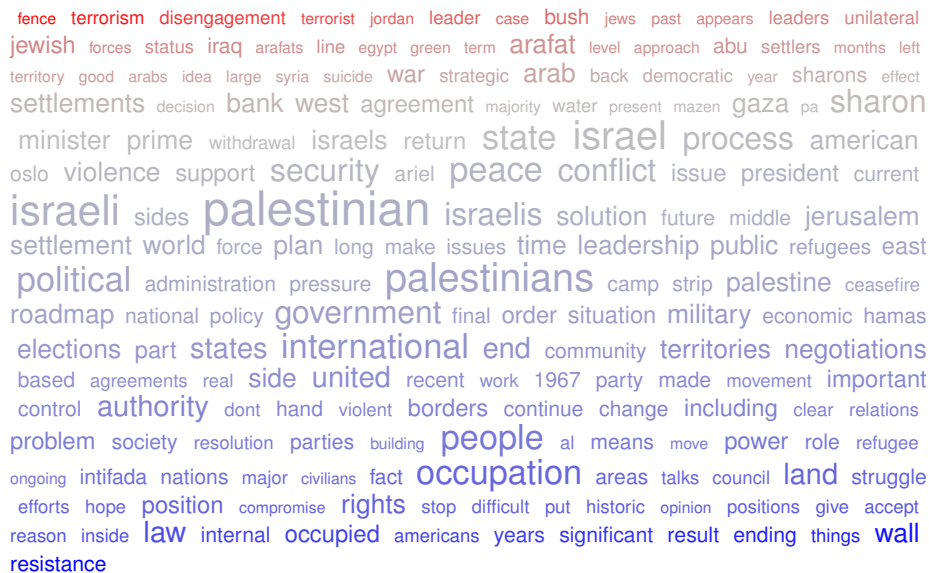 fence terrorism disengagement terrorist jordan leader case bush jews past appears leaders unilateral
jewish forces status iraq arafats line egypt green term arafat level approach abu settlers months left
territory good arabs idea large syria suicide war strategic arab back democratic year sharons effect
settlements decision bank west agreement majority water present mazen gaza pa sharon
minister prime withdrawal israels return state israel process american
oslo violence support security ariel peace conflict issue president current
israeli sides palestinian israelis solution future middle jerusalem
settlement world force plan long make issues time leadership public refugees east
political administration pressure palestinians camp strip palestine ceasefire
roadmap national policy government final order situation military economic hamas
elections part states international end community territories negotiations
based agreements real side united recent work 1967 party made movement important
control authority dont hand violent borders continue change including clear relations
problem society resolution parties building people al means move power role refugee
ongoing intifada nations major civilians fact occupation areas talks council land struggle
efforts hope position compromise rights stop difficult put historic opinion positions give accept
reason inside law internal occupied americans years significant result ending things wall
resistance